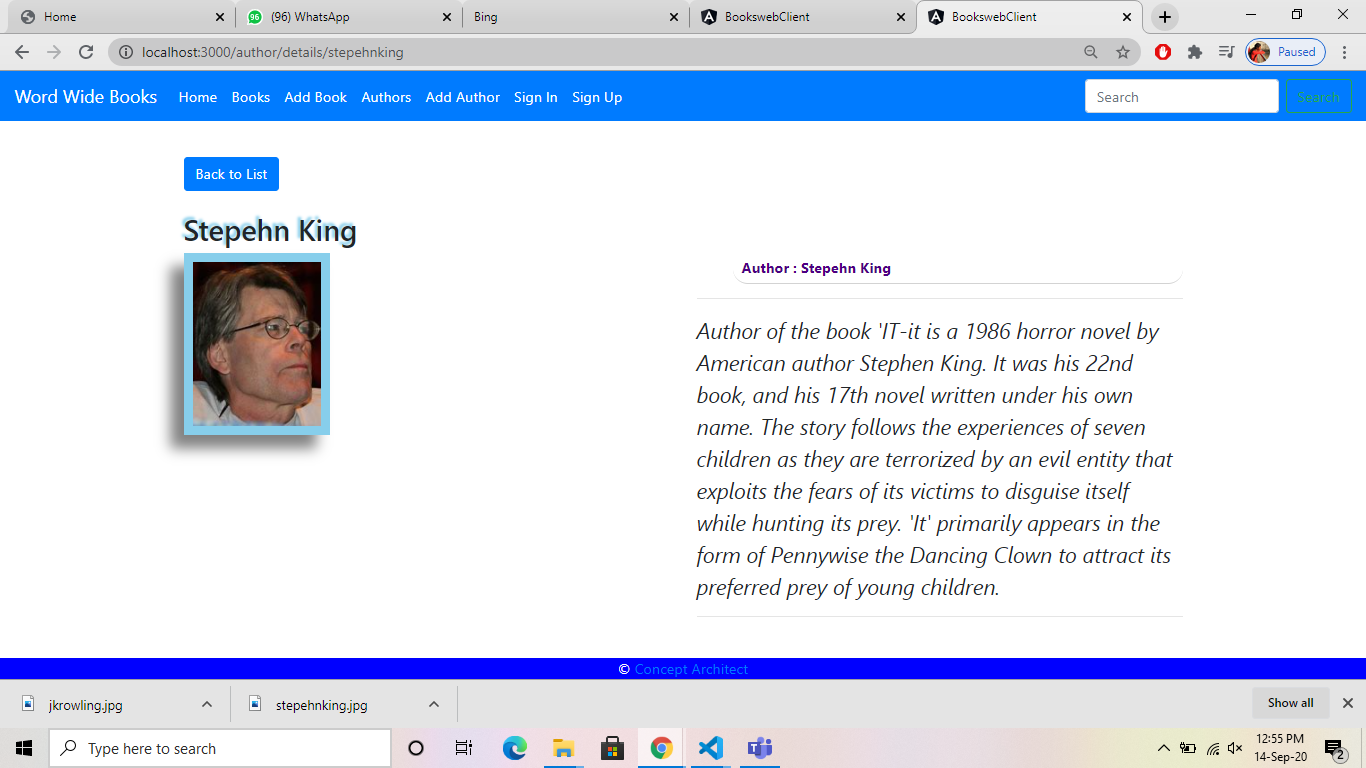 Home
(96) WhatsApp
Bing
BookswebClient
BookswebClient
localhost:3000/author/details/stepehnking
Paused
Word Wide Books Home Books Add Book Authors Add Author Sign In Sign Up Search Search
Back to List
Stepehn King
Author : Stepehn King
Author of the book 'IT-it is a 1986 horror novel by
American author Stephen King. It was his 22nd
book, and his 17th novel written under his own
name. The story follows the experiences of seven
children as they are terrorized by an evil entity that
exploits the fears of its victims to disguise itself
while hunting its prey. 'It' primarily appears in the
form of Pennywise the Dancing Clown to attract its
preferred prey of young children.
© Concept Architect
jkrowling.jpg
stepehnking.jpg
Show all
Type here to search
12:55 PM
14-Sep-20
2